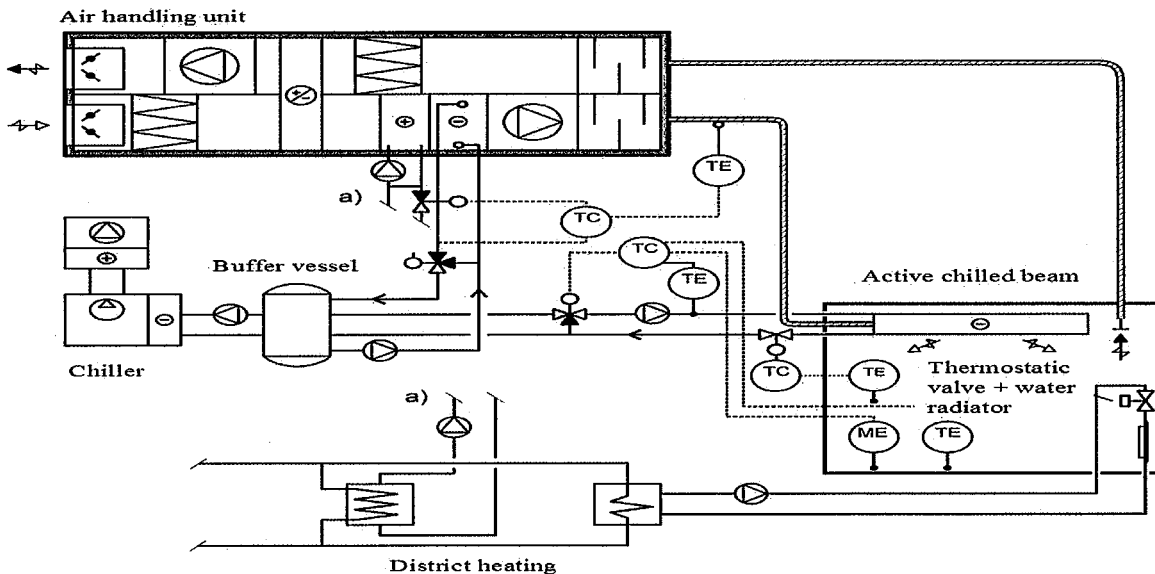 Air handling unit
TE
a)
TC
TC
Buffer vessel
TE
Active chilled beam
Chiller
TC
TE
Thermostatic
valve + water
radiator
a)
ME
TE
District heating